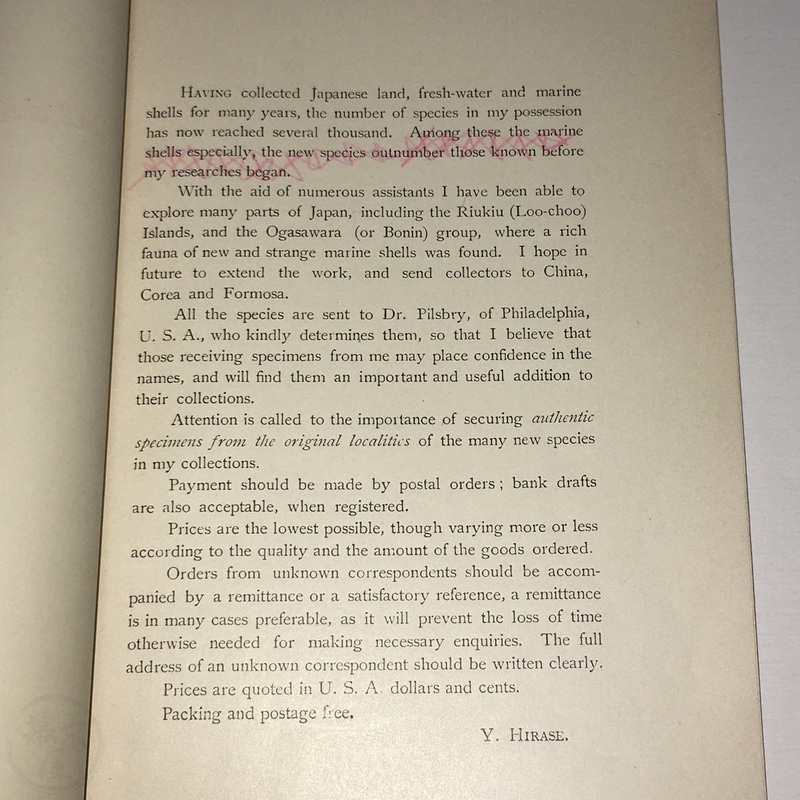 HAVING collected Japanese land, fresh-water and marine
shells for many years, the number of species in my possession
has now reached several thousand. Among these the marine
shells especially, the new species outnumber those known before
my researches began.
With the aid of numerous assistants I have been able to
explore many parts of Japan, including the Riukiu (Loo-choo)
Islands, and the Ogasawara (or Bonin) group, where a rich
fauna of new and strange marine shells was found. I hope in
future to extend the work, and send collectors to China,
Corea and Formosa.
All the species are sent to Dr. Pilsbry, of Philadelphia,
U. S. A., who kindly determines them, so that I believe that
those receiving specimens from me may place confidence in the
names, and will find them an important and useful addition to
their collections.
Attention is called to the importance of securing authentic
specimens from the original localities of the many new species
in my collections.
Payment should be made by postal orders; bank drafts
are also acceptable, when registered.
Prices are the lowest possible, though varying more or less
according to the quality and the amount of the goods ordered.
Orders from unknown correspondents should be accom-
panied by a remittance or a satisfactory reference, a remittance
is in many cases preferable, as it will prevent the loss of time
otherwise needed for making necessary enquiries. The full
address of an unknown correspondent should be written clearly.
Prices are quoted in U. S. A. dollars and cents.
Packing and postage free.
Y. HIRASE.